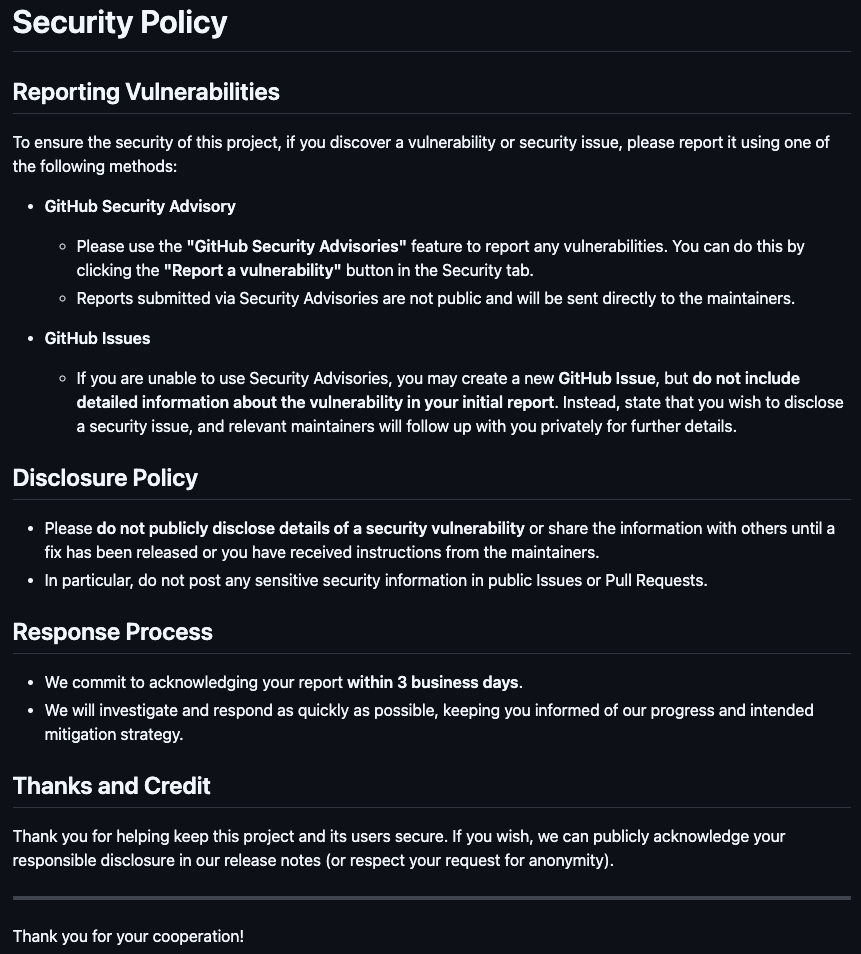 Security Policy
Reporting Vulnerabilities
To ensure the security of this project, if you discover a vulnerability or security issue, please report it using one of
the following methods:
• GitHub Security Advisory
◦ Please use the "GitHub Security Advisories" feature to report any vulnerabilities. You can do this by
clicking the "Report a vulnerability" button in the Security tab.
◦ Reports submitted via Security Advisories are not public and will be sent directly to the maintainers.
• GitHub Issues
◦ If you are unable to use Security Advisories, you may create a new GitHub Issue, but do not include
detailed information about the vulnerability in your initial report. Instead, state that you wish to disclose
a security issue, and relevant maintainers will follow up with you privately for further details.
Disclosure Policy
• Please do not publicly disclose details of a security vulnerability or share the information with others until a
fix has been released or you have received instructions from the maintainers.
• In particular, do not post any sensitive security information in public Issues or Pull Requests.
Response Process
• We commit to acknowledging your report within 3 business days.
• We will investigate and respond as quickly as possible, keeping you informed of our progress and intended
mitigation strategy.
Thanks and Credit
Thank you for helping keep this project and its users secure. If you wish, we can publicly acknowledge your
responsible disclosure in our release notes (or respect your request for anonymity).
Thank you for your cooperation!